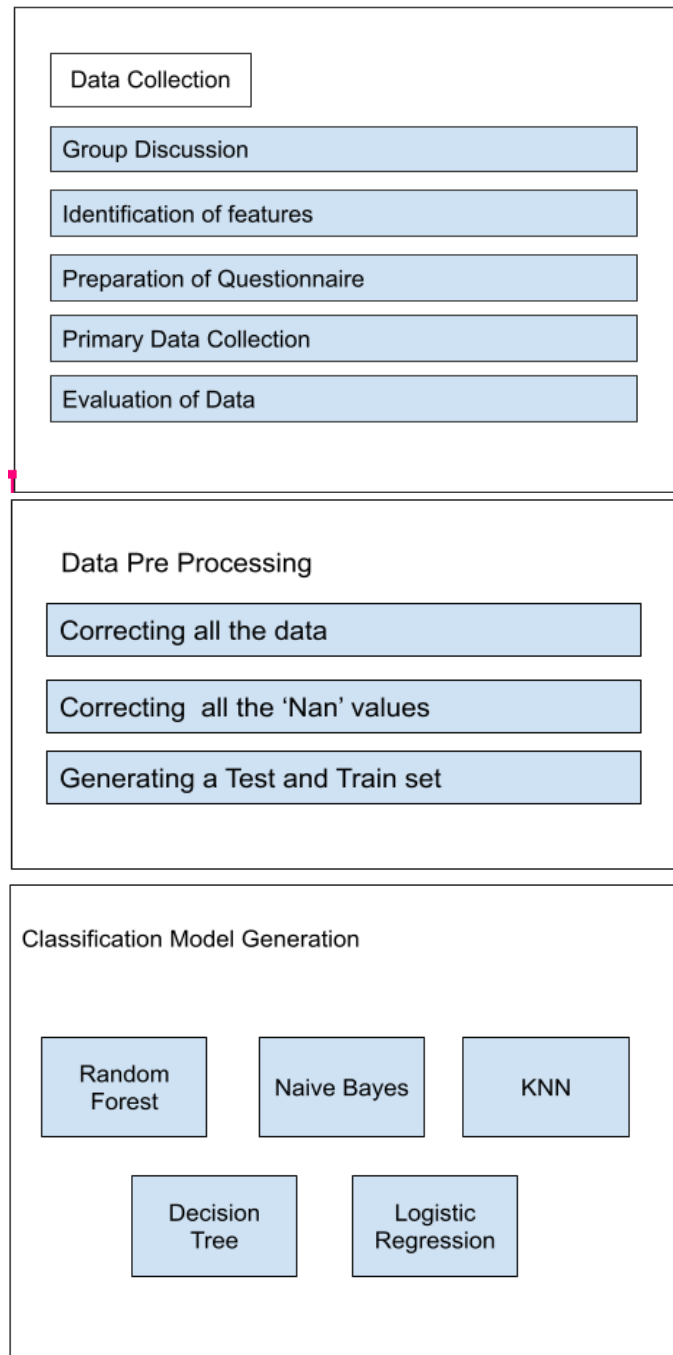 Data Collection
Group Discussion
Identification of features
Preparation of Questionnaire
Primary Data Collection
Evaluation of Data
Data Pre Processing
Correcting all the data
Correcting  all the ‘Nan’ values
Generating a Test and Train set
Classification Model Generation
Random
Forest
Naive Bayes
KNN
Decision
Tree
Logistic
Regression